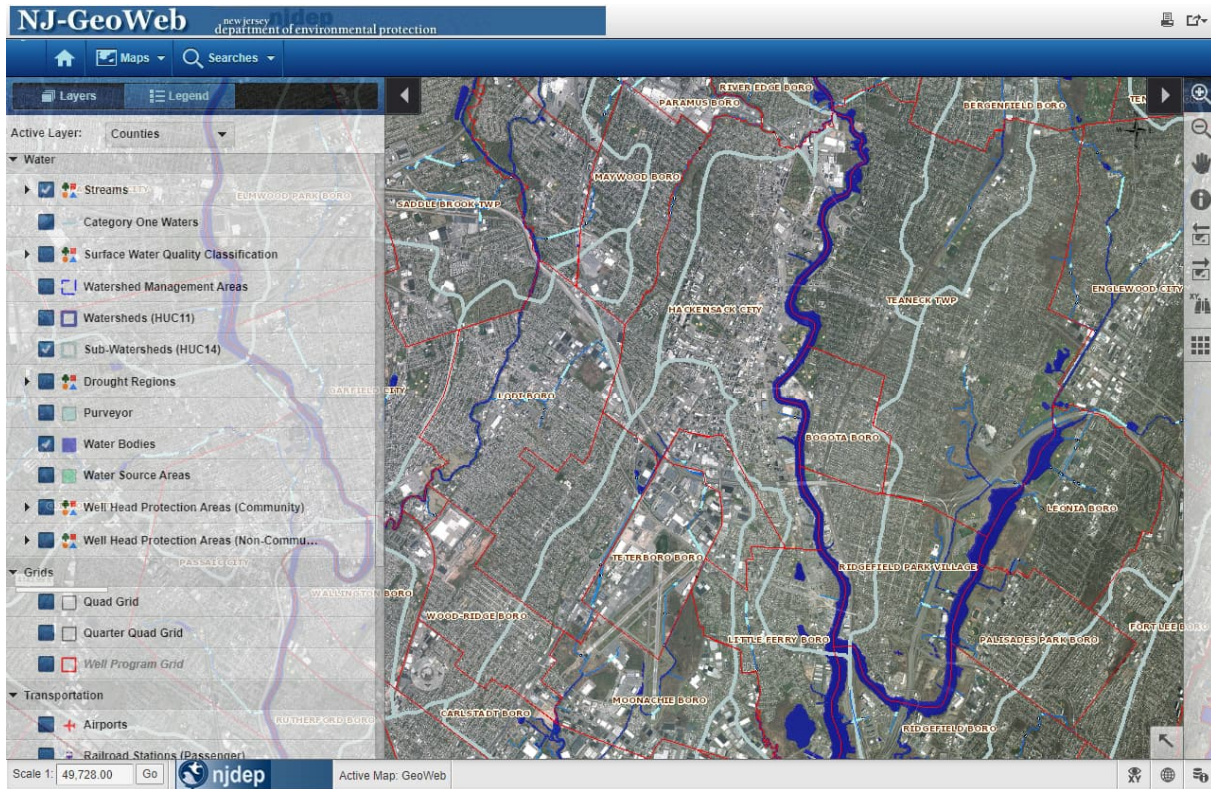 NJ-GeoWeb
new jersey njdep
department of environmental protection
Maps
Searches
Layers
Legend
Active Layer:
Counties
Water
Streams
Category One Waters
Surface Water Quality Classification
Watershed Management Areas
Watersheds (HUC11)
Sub-Watersheds (HUC14)
Drought Regions
Purveyor
Water Bodies
Water Source Areas
Well Head Protection Areas (Community)
Well Head Protection Areas (Non-Commu...
Grids
Quad Grid
Quarter Quad Grid
Well Program Grid
Transportation
Airports
Railroad Stations (Passenger)
ELMWOOD PARK BORO
GARFIELD CITY
PASSAIC CITY
WALLINGTON BORO
RUTHERFORD BORO
RIVER EDGE BORO
PARAMUS BORO
BERGENFIELD BORO
TEN
MAYWOOD BORO
SADDLE BROOK TWP
ENGLEWOOD CITY
TEANECK TWP
HACKENSACK CITY
LODI BORO
BOGOTA BORO
LEONIA BORO
TETERBORO BORO
RIDGEFIELD PARK VILLAGE
WOOD-RIDGE BORO
FORT LEE BORO
LITTLE FERRY BORO
PALISADES PARK BORO
MOONACHIE BORO
CARLSTADT BORO
RIDGEFIELD BORO
XY
Scale 1:
49,728.00
Go
njdep
Active Map: GeoWeb
XY